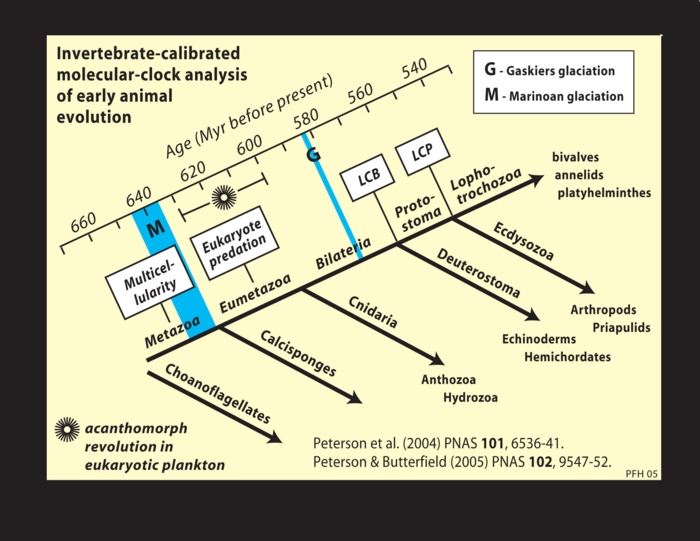 Invertebrate-calibrated
molecular-clock analysis
of early animal
evolution
G - Gaskiers glaciation
M - Marinoan glaciation
Age (Myr before present)
660
640
620
600
580
560
540
M
G
Multicel-
lularity
Eukaryote
predation
LCB
LCP
Metazoa
Eumetazoa
Bilateria
Proto-
stoma
Lopho-
trochozoa
bivalves
annelids
platyhelminthes
Ecdysozoa
Arthropods
Priapulids
Deuterostoma
Echinoderms
Hemichordates
Cnidaria
Anthozoa
Hydrozoa
Calcisponges
Choanoflagellates
acanthomorph
revolution in
eukaryotic plankton
Peterson et al. (2004) PNAS 101, 6536-41.
Peterson & Butterfield (2005) PNAS 102, 9547-52.
PFH 05